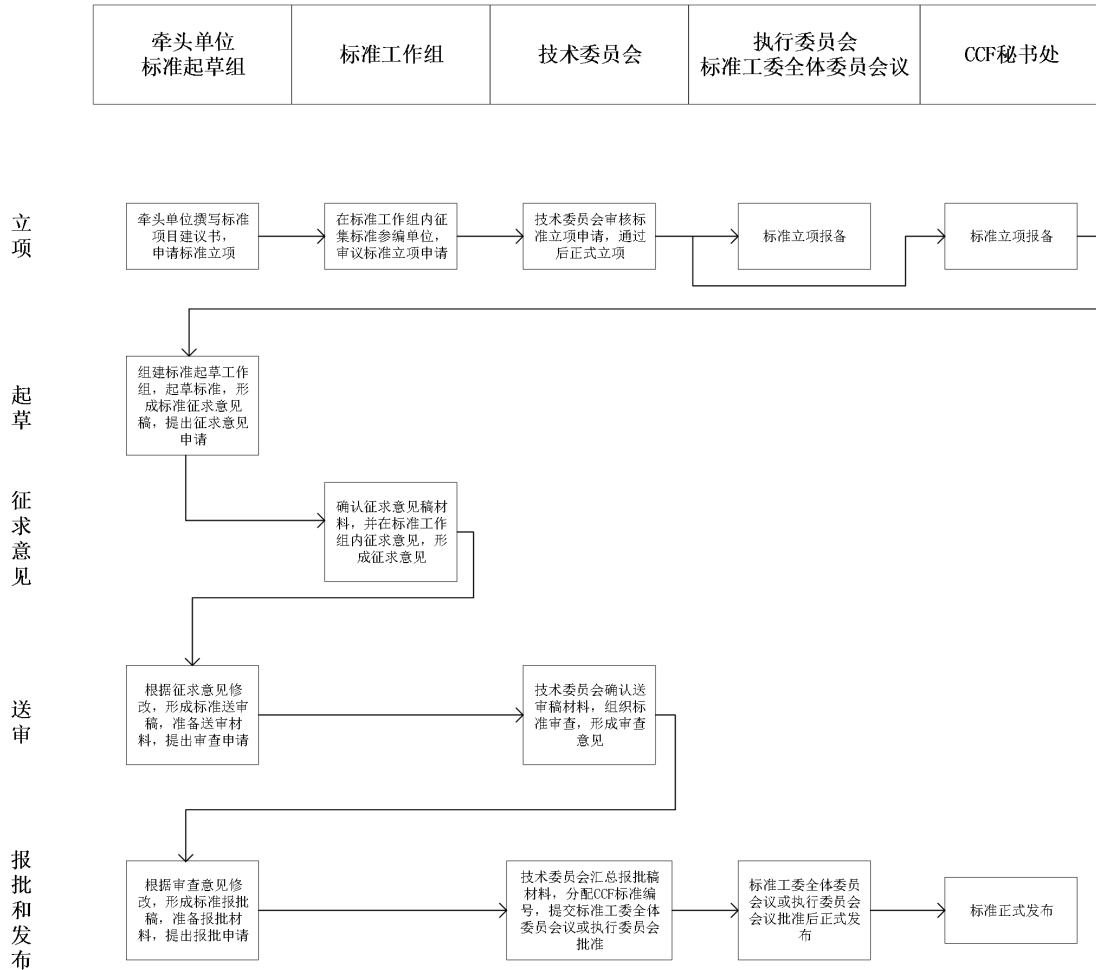 牵头单位
标准起草组
标准工作组
技术委员会
执行委员会
标准工委全体委员会议
CCF秘书处
立
项
牵头单位撰写标准
项目建议书，
申请标准立项
在标准工作组内征
集标准参编单位，
审议标准立项申请
技术委员会审核标
准立项申请，通过
后正式立项
标准立项报备
标准立项报备
起
草
组建标准起草工作
组，起草标准，形
成标准征求意见
稿，提出征求意见
申请
征
求
意
见
确认征求意见稿材
料，并在标准工作
组内征求意见，形
成征求意见
送
审
根据征求意见修
改，形成标准送审
稿，准备送审材
料，提出审查申请
技术委员会确认送
审稿材料，组织标
准审查，形成审查
意见
报
批
和
发
布
根据审查意见修
改，形成标准报批
稿，准备报批材
料，提出报批申请
技术委员会汇总报批稿
材料，分配CCF标准编
号，提交标准工委全体
委员会议或执行委员会
批准
标准工委全体委员
会议或执行委员会
会议批准后正式发
布
标准正式发布